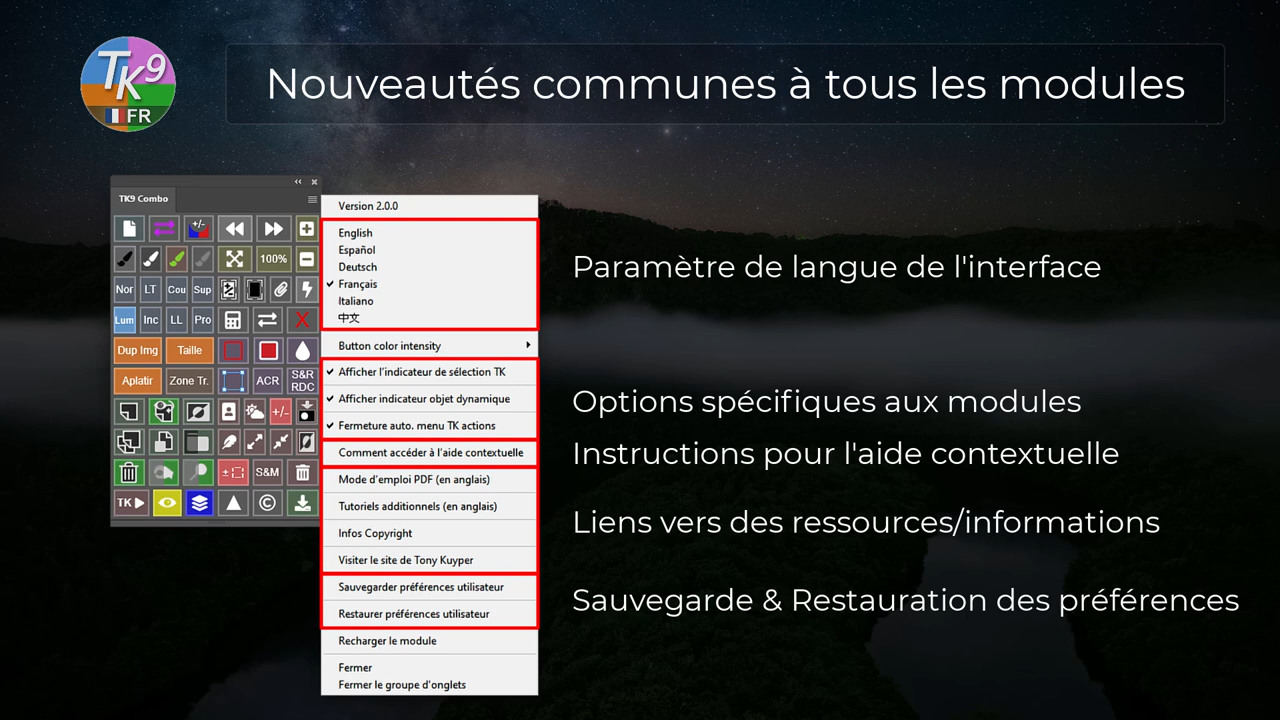 TK9
FR
Nouveautés communes à tous les modules
TK9 Combo
+/-
100%
Nor LT Cou Sup
Lum Inc LL Pro
Dup Img Taille
Aplatir Zone Tr. ACR S&R RDC
+/-
S&M
TK
©
Version 2.0.0
English
Español
Deutsch
Français
Italiano
中文
Button color intensity
Afficher l'indicateur de sélection TK
Afficher indicateur objet dynamique
Fermeture auto. menu TK actions
Comment accéder à l'aide contextuelle
Mode d'emploi PDF (en anglais)
Tutoriels additionnels (en anglais)
Infos Copyright
Visiter le site de Tony Kuyper
Sauvegarder préférences utilisateur
Restaurer préférences utilisateur
Recharger le module
Fermer
Fermer le groupe d'onglets
Paramètre de langue de l'interface
Options spécifiques aux modules
Instructions pour l'aide contextuelle
Liens vers des ressources/informations
Sauvegarde & Restauration des préférences